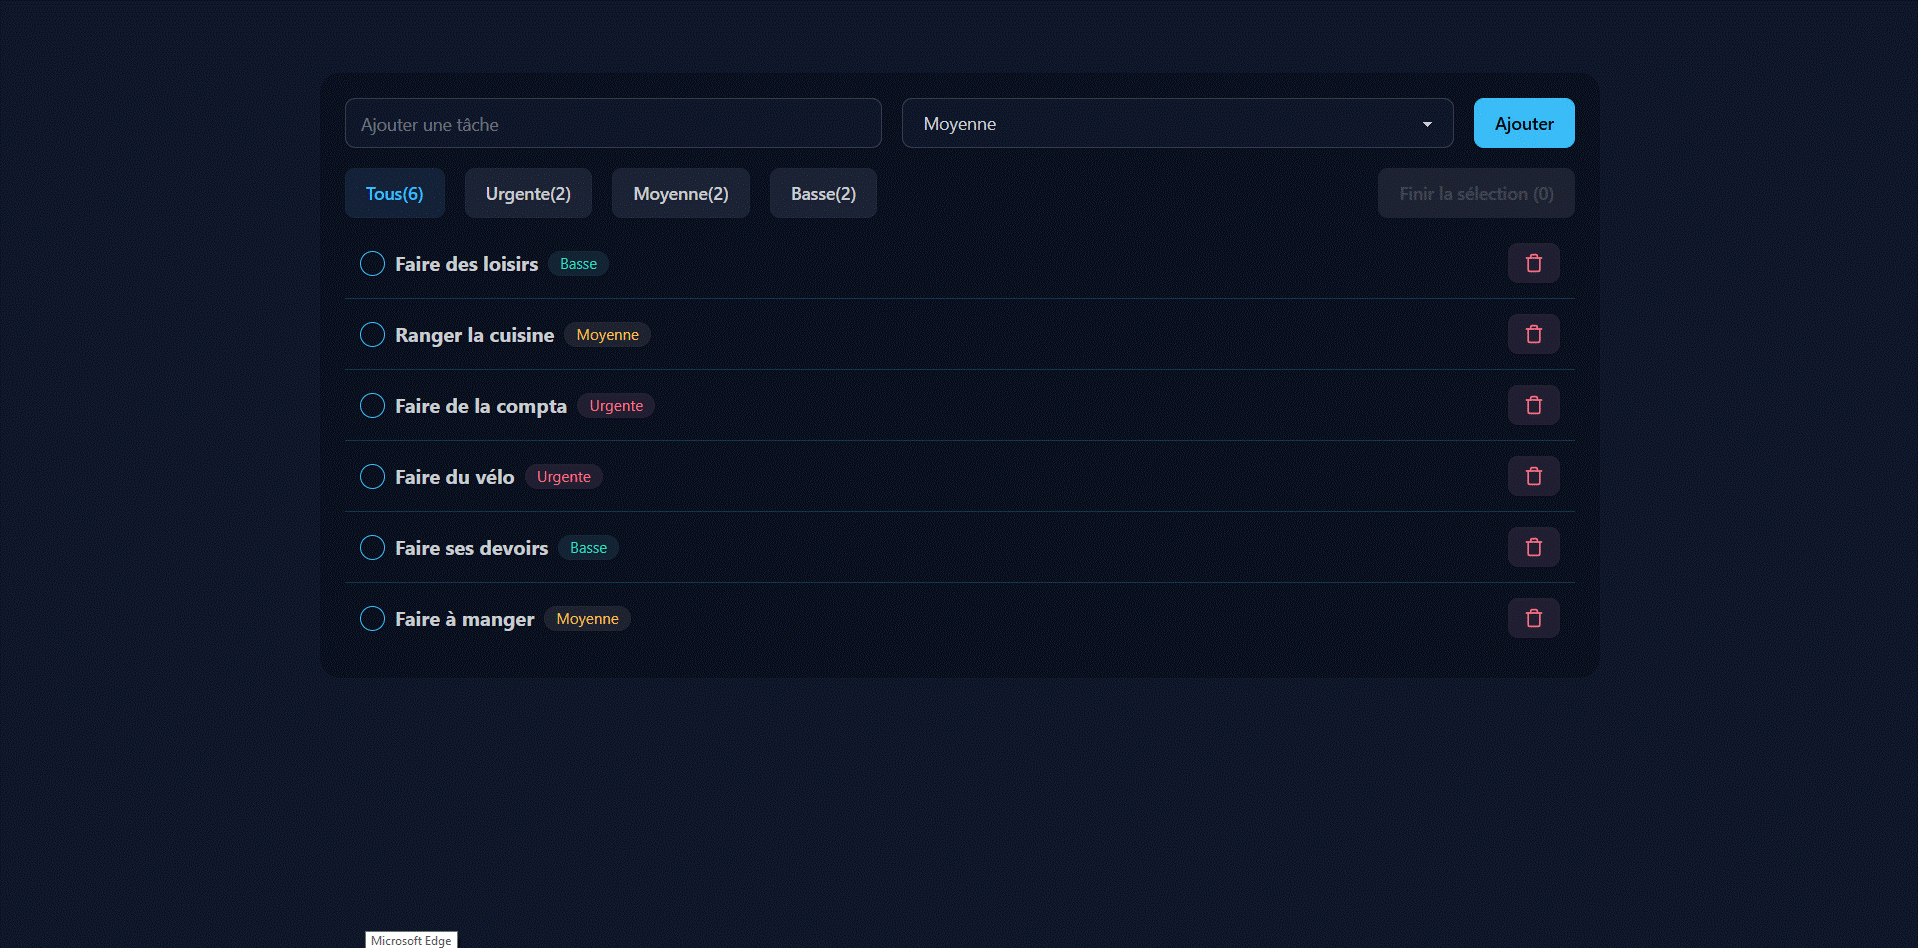 Ajouter une tâche
Moyenne
Ajouter
Tous(6)
Urgente(2)
Moyenne(2)
Basse(2)
Finir la sélection (0)
Faire des loisirs Basse
Ranger la cuisine Moyenne
Faire de la compta Urgente
Faire du vélo Urgente
Faire ses devoirs Basse
Faire à manger Moyenne
Microsoft Edge